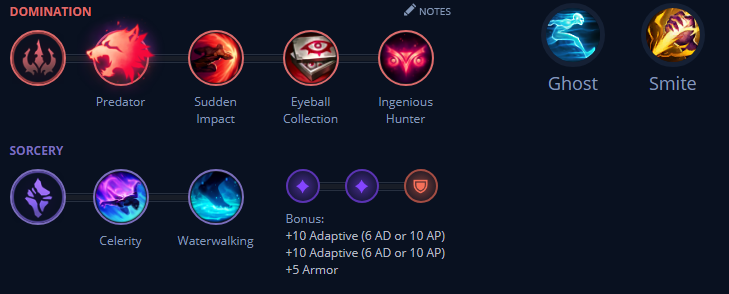 DOMINATION
NOTES
Predator
Sudden
Impact
Eyeball
Collection
Ingenious
Hunter
Ghost
Smite
SORCERY
Celerity
Waterwalking
Bonus:
+10 Adaptive (6 AD or 10 AP)
+10 Adaptive (6 AD or 10 AP)
+5 Armor